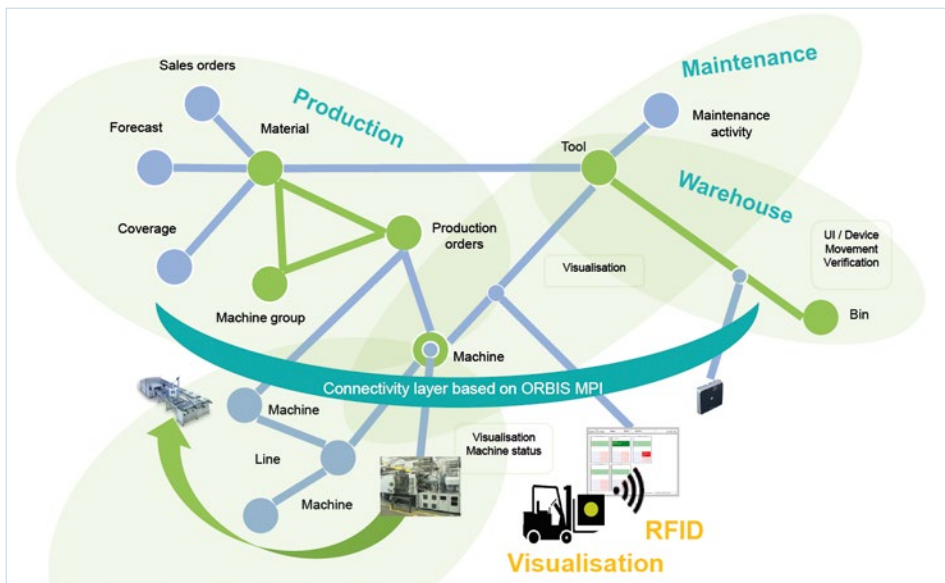 Sales orders
Production
Maintenance
Forecast
Material
Maintenance
activity
Tool
Warehouse
Coverage
Production
orders
UI / Device
Movement
Verification
Visualisation
Machine group
Bin
Machine
Connectivity layer based on ORBIS MPI
Machine
Visualisation
Machine status
Line
Machine
RFID
Visualisation